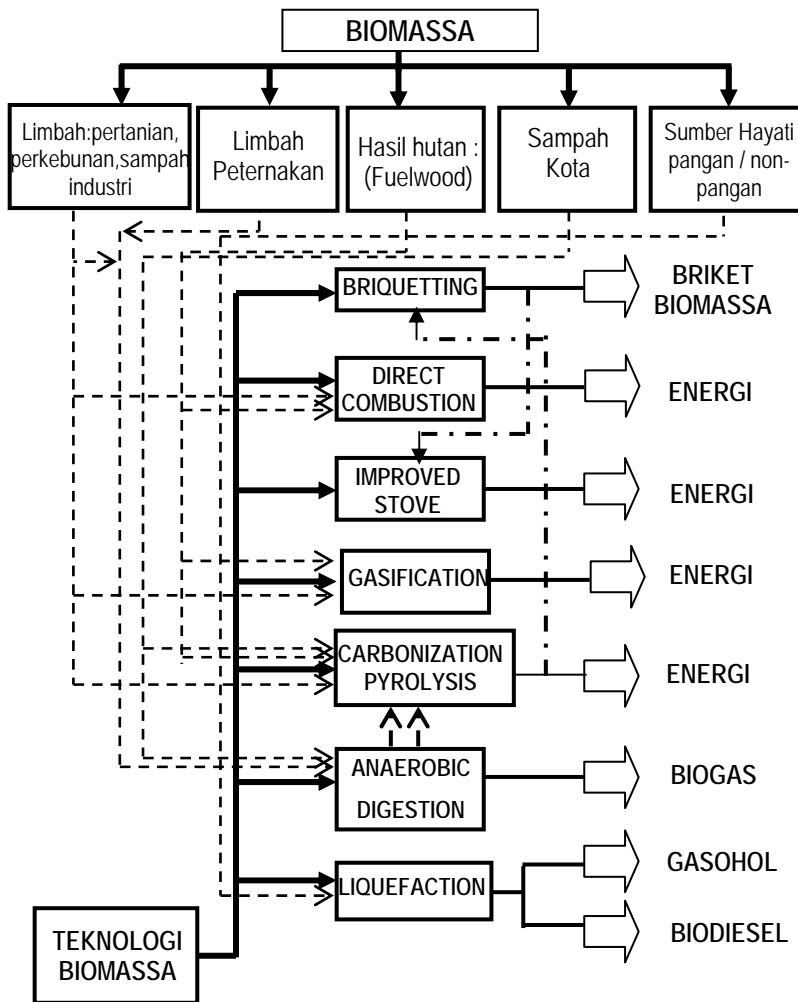 BIOMASSA
Limbah:pertanian,
perkebunan,sampah
industri
Limbah
Peternakan
Hasil hutan :
(Fuelwood)
Sampah
Kota
Sumber Hayati
pangan / non-
pangan
BRIQUETTING
BRIKET
BIOMASSA
DIRECT
COMBUSTION
ENERGI
IMPROVED
STOVE
ENERGI
GASIFICATION
ENERGI
CARBONIZATION
PYROLYSIS
ENERGI
ANAEROBIC
DIGESTION
BIOGAS
LIQUEFACTION
GASOHOL
BIODIESEL
TEKNOLOGI
BIOMASSA